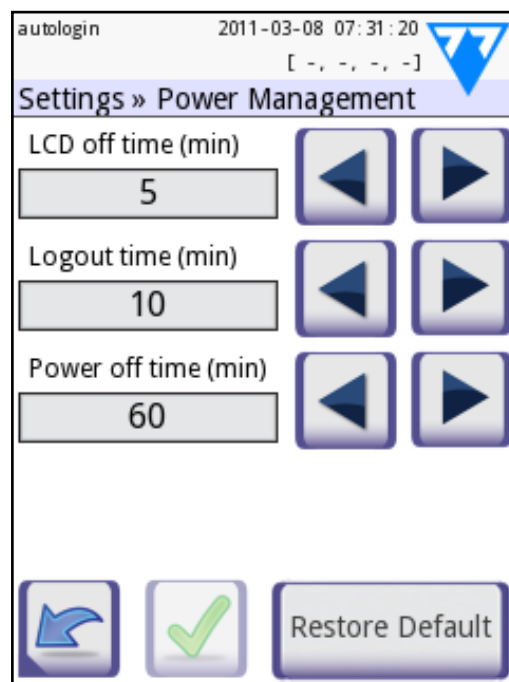 autologin 2011-03-08 07:31:20
[ -, -, -, -]
Settings » Power Management
LCD off time (min)
5
Logout time (min)
10
Power off time (min)
60
Restore Default